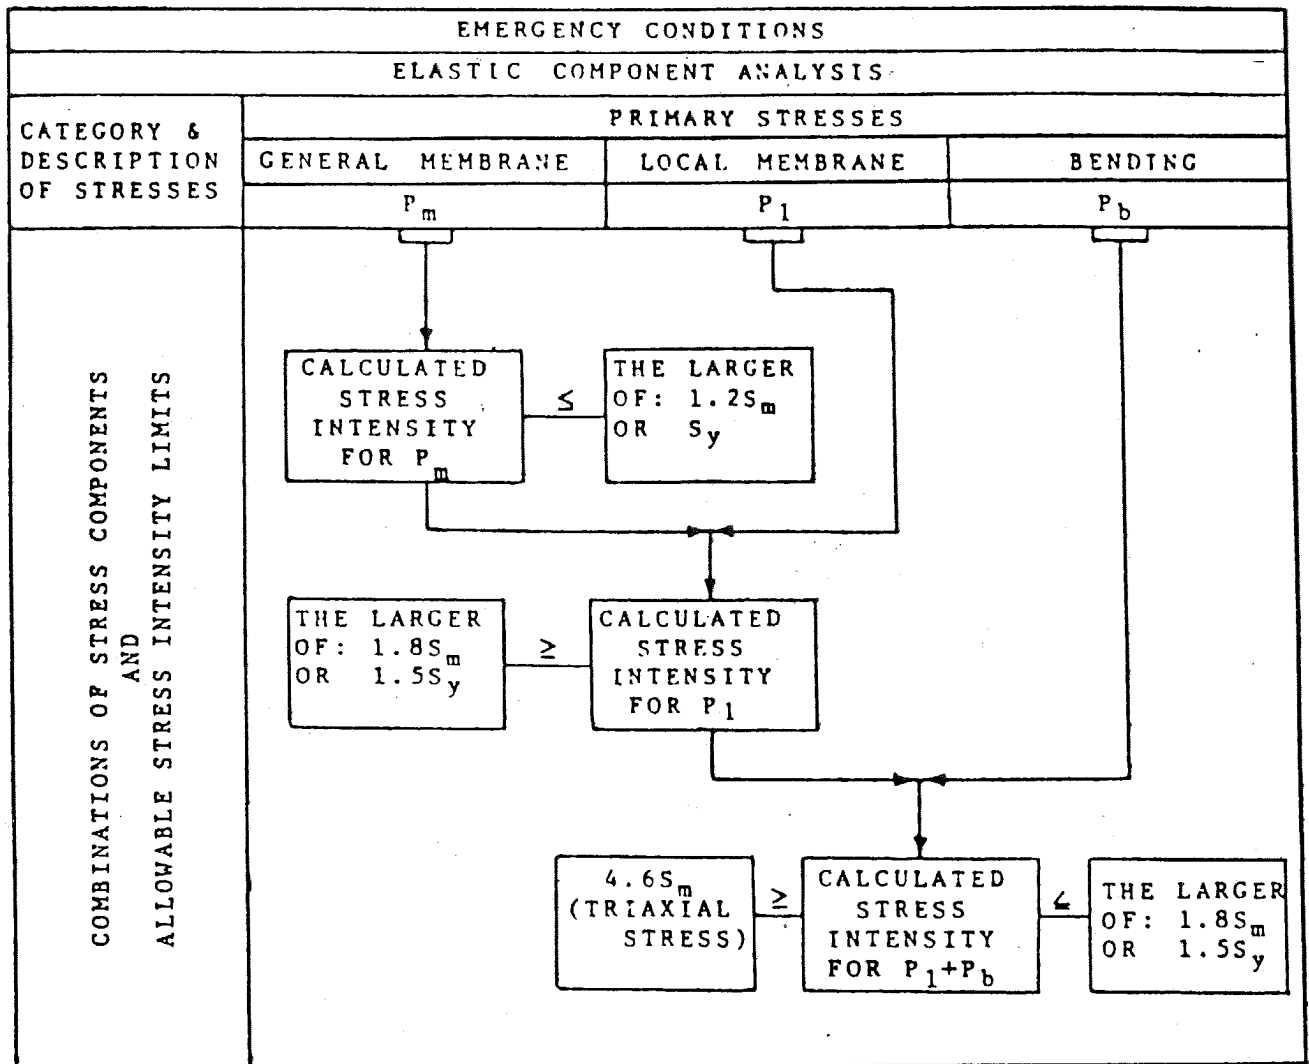 EMERGENCY CONDITIONS
ELASTIC COMPONENT ANALYSIS
CATEGORY &
DESCRIPTION
OF STRESSES
PRIMARY STRESSES
GENERAL MEMBRANE
LOCAL MEMBRANE
BENDING
Pm
Pl
Pb
COMBINATIONS OF STRESS COMPONENTS
AND
ALLOWABLE STRESS INTENSITY LIMITS
CALCULATED
STRESS
INTENSITY
FOR Pm
≤
THE LARGER
OF: 1.2Sm
OR Sy
THE LARGER
OF: 1.8Sm
OR 1.5Sy
≥
CALCULATED
STRESS
INTENSITY
FOR Pl
4.6Sm
(TRIAXIAL
STRESS)
≥
CALCULATED
STRESS
INTENSITY
FOR Pl+Pb
≤
THE LARGER
OF: 1.8Sm
OR 1.5Sy